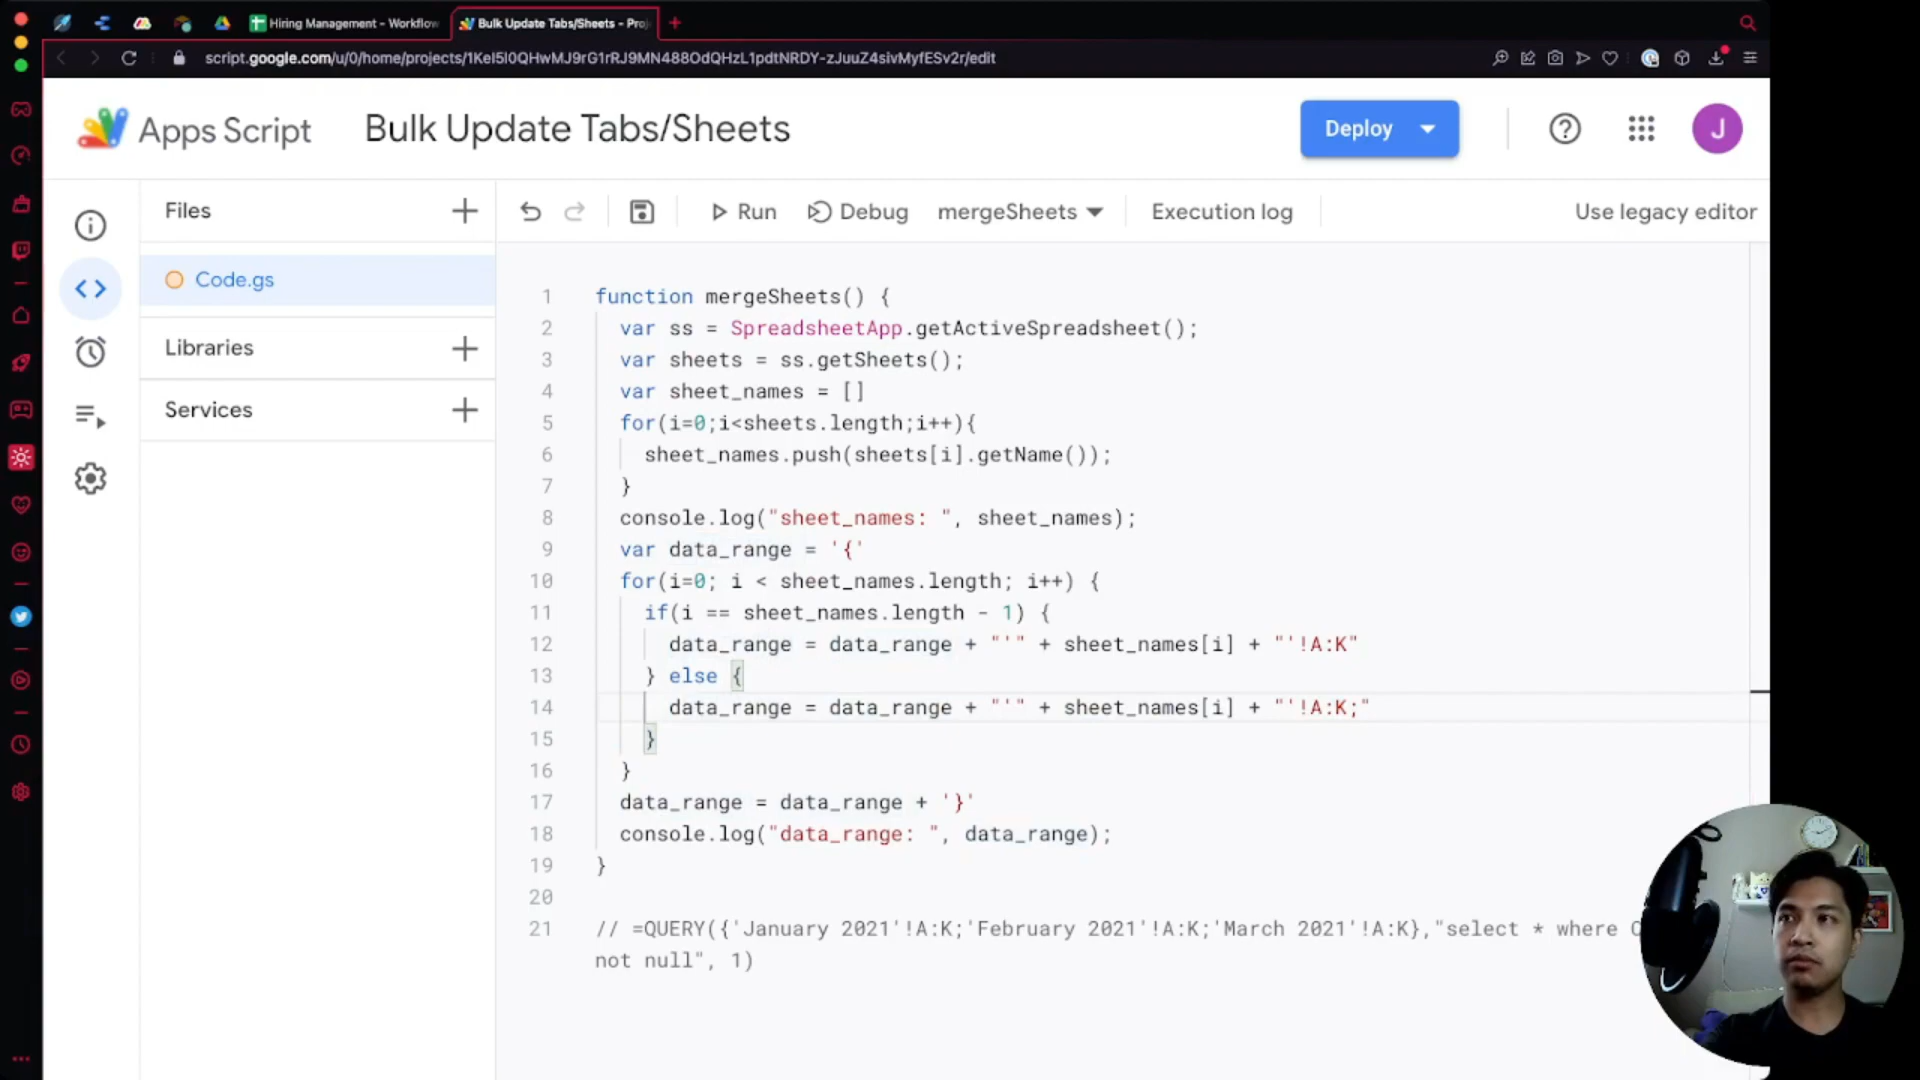 Hiring Management - Workflow
Bulk Update Tabs/Sheets - Proj
script.google.com/u/0/home/projects/1KeI5l0QHwMJ9rG1rRJ9MN488OdQHzL1pdtNRDY-zJuuZ4sivMyfESv2r/edit
Apps Script
Bulk Update Tabs/Sheets
Deploy
J
Files
Run
Debug
mergeSheets
Execution log
Use legacy editor
Code.gs
Libraries
Services
1 function mergeSheets() {
2 var ss = SpreadsheetApp.getActiveSpreadsheet();
3 var sheets = ss.getSheets();
4 var sheet_names = []
5 for(i=0;i<sheets.length;i++){
6 sheet_names.push(sheets[i].getName());
7 }
8 console.log("sheet_names: ", sheet_names);
9 var data_range = '{'
10 for(i=0; i < sheet_names.length; i++) {
11 if(i == sheet_names.length - 1) {
12 data_range = data_range + "'" + sheet_names[i] + "'!A:K"
13 } else {
14 data_range = data_range + "'" + sheet_names[i] + "'!A:K;"
15 }
16 }
17 data_range = data_range + '}'
18 console.log("data_range: ", data_range);
19 }
20
21 // =QUERY({'January 2021'!A:K;'February 2021'!A:K;'March 2021'!A:K},"select * where
not null", 1)